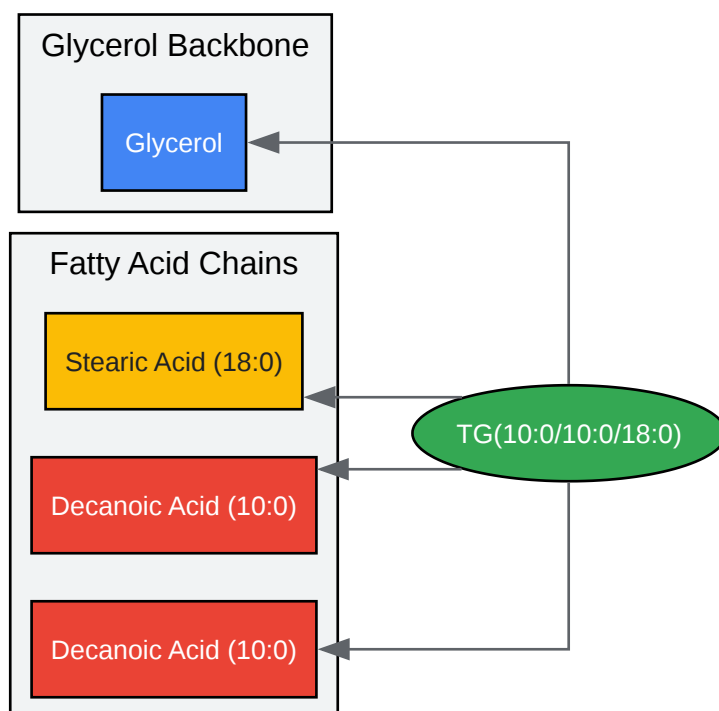 Glycerol Backbone
Glycerol
Fatty Acid Chains
Stearic Acid (18:0)
TG(10:0/10:0/18:0)
Decanoic Acid (10:0)
Decanoic Acid (10:0)